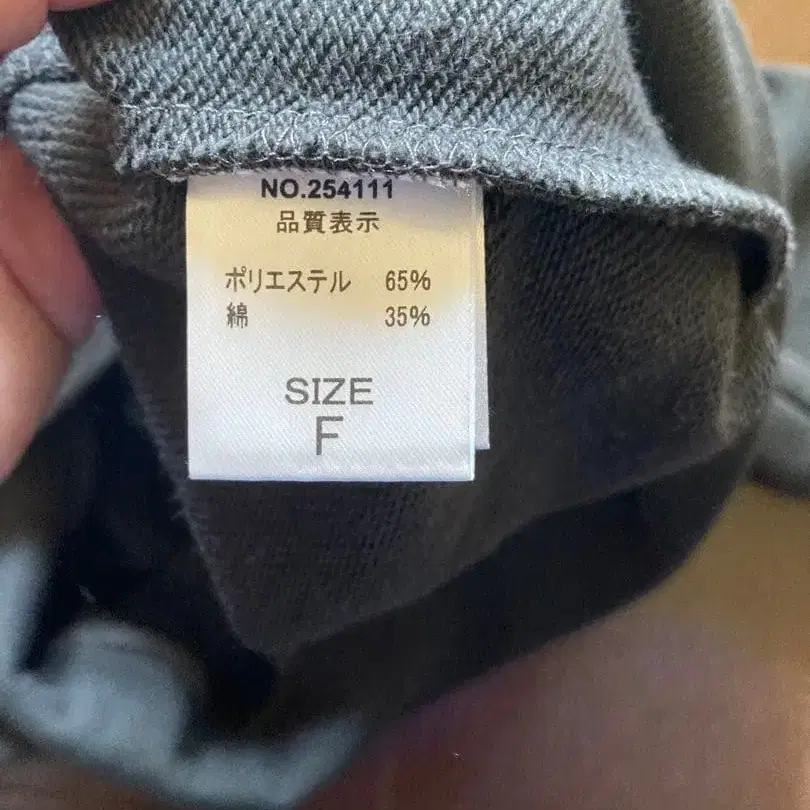 NO.254111
品質表示
ポリエステル 65%
綿 35%
SIZE
F